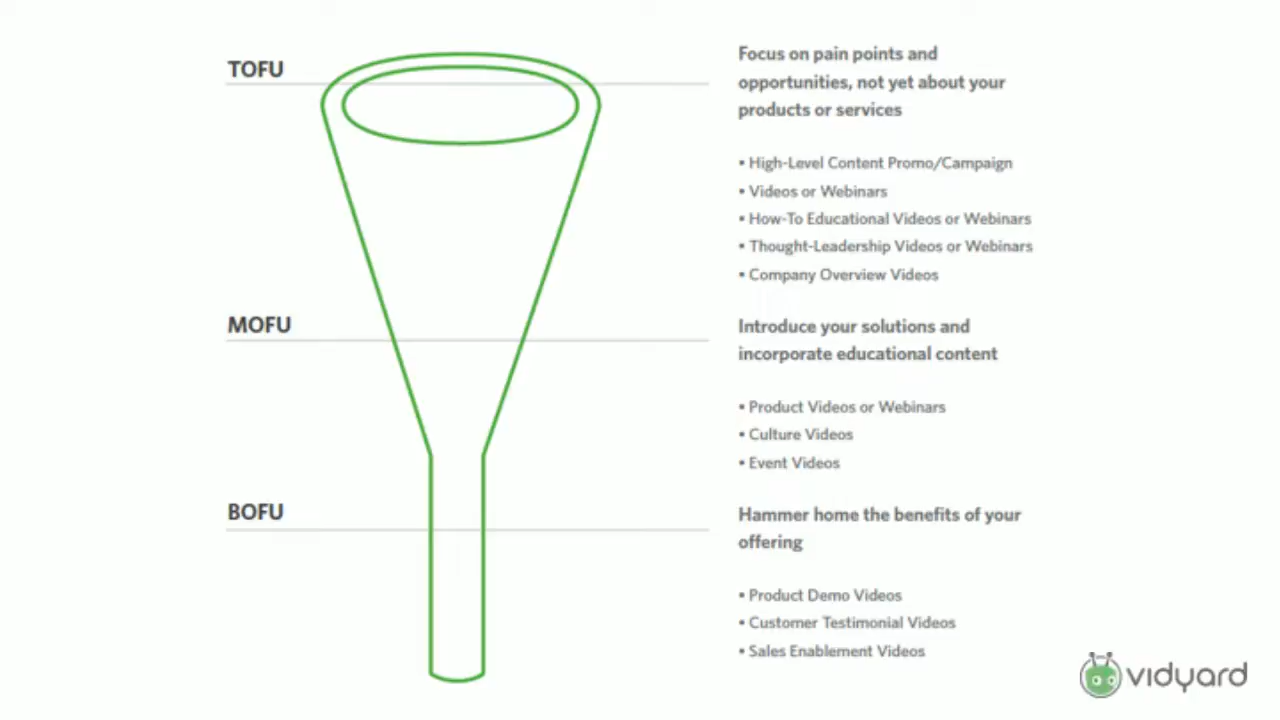 TOFU
Focus on pain points and
opportunities, not yet about your
products or services
• High-Level Content Promo/Campaign
• Videos or Webinars
• How-To Educational Videos or Webinars
• Thought-Leadership Videos or Webinars
• Company Overview Videos
MOFU
Introduce your solutions and
incorporate educational content
• Product Videos or Webinars
• Culture Videos
• Event Videos
BOFU
Hammer home the benefits of your
offering
• Product Demo Videos
• Customer Testimonial Videos
• Sales Enablement Videos
vidyard